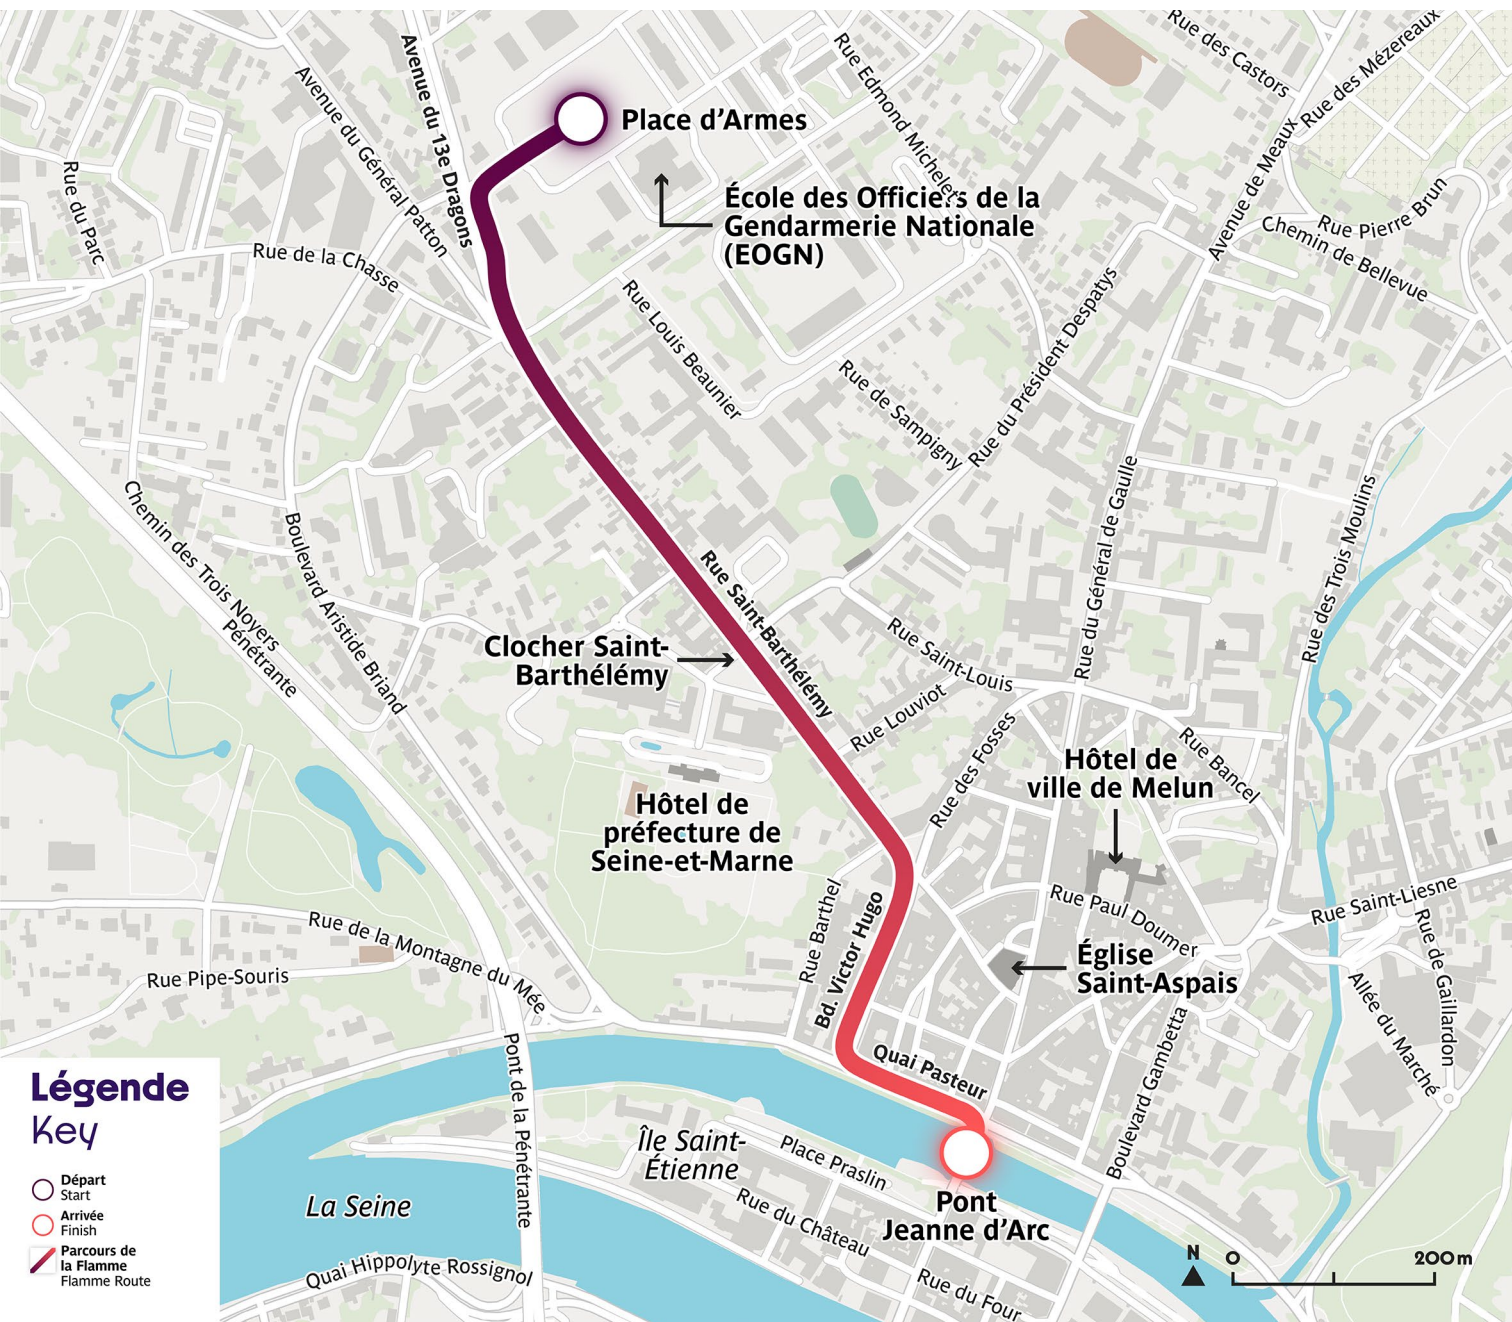 Rue des Castors
Rue des Mézereaux
Avenue du 13e Dragons
Avenue du Général Patton
Rue Edmond Michelet
Place d’Armes
Avenue de Meaux
Rue du Parc
École des Officiers de la
Gendarmerie Nationale
(EOGN)
Rue Pierre Brun
Chemin de Bellevue
Rue de la Chasse
Rue Louis Beaunier
Rue du Président Despatys
Rue de Sampigny
Rue du Général de Gaulle
Rue des Trois Moulins
Chemin des Trois Noyers
Pénétrante
Boulevard Aristide Briand
Rue Saint-Barthélémy
Clocher Saint-
Barthélémy
Rue Saint-Louis
Rue Louviot
Rue des Fosses
Rue Bancel
Hôtel de
ville de Melun
Hôtel de
préfecture de
Seine-et-Marne
Rue Barthel
Bd. Victor Hugo
Rue Paul Doumer
Rue Saint-Liesne
Rue de Gaillardon
Église
Saint-Aspais
Allée du Marché
Rue de la Montagne du Mée
Rue Pipe-Souris
Pont de la Pénétrante
Quai Pasteur
Boulevard Gambetta
Île Saint-
Étienne
Place Praslin
Rue du Château
La Seine
Pont
Jeanne d’Arc
Quai Hippolyte Rossignol
Rue du Four
Légende
Key
Départ
Start
Arrivée
Finish
Parcours de
la Flamme
Flamme Route
N
0 200 m